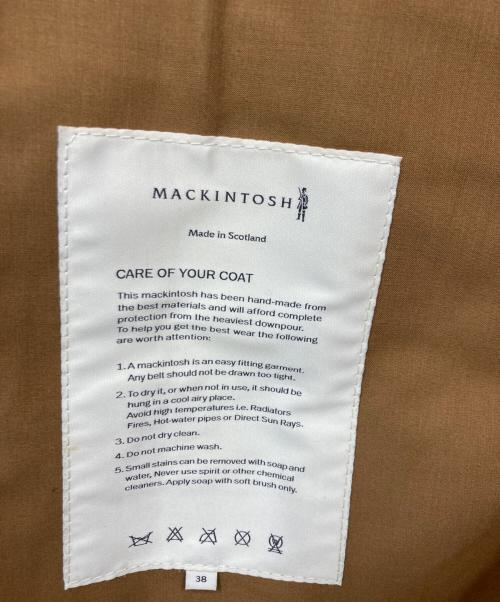 MACKINTOSH
Made in Scotland
CARE OF YOUR COAT
This mackintosh has been hand-made from
the best materials and will afford complete
protection from the heaviest downpour.
To help you get the best wear the following
are worth attention:
1. A mackintosh is an easy fitting garment.
Any belt should not be drawn too tight.
2. To dry it, or when not in use, it should be
hung in a cool airy place.
Avoid high temperatures i.e. Radiators
Fires, Hot-water pipes or Direct Sun Rays.
3. Do not dry clean.
4. Do not machine wash.
5. Small stains can be removed with soap and
water, Never use spirit or other chemical
cleaners. Apply soap with soft brush only.
38